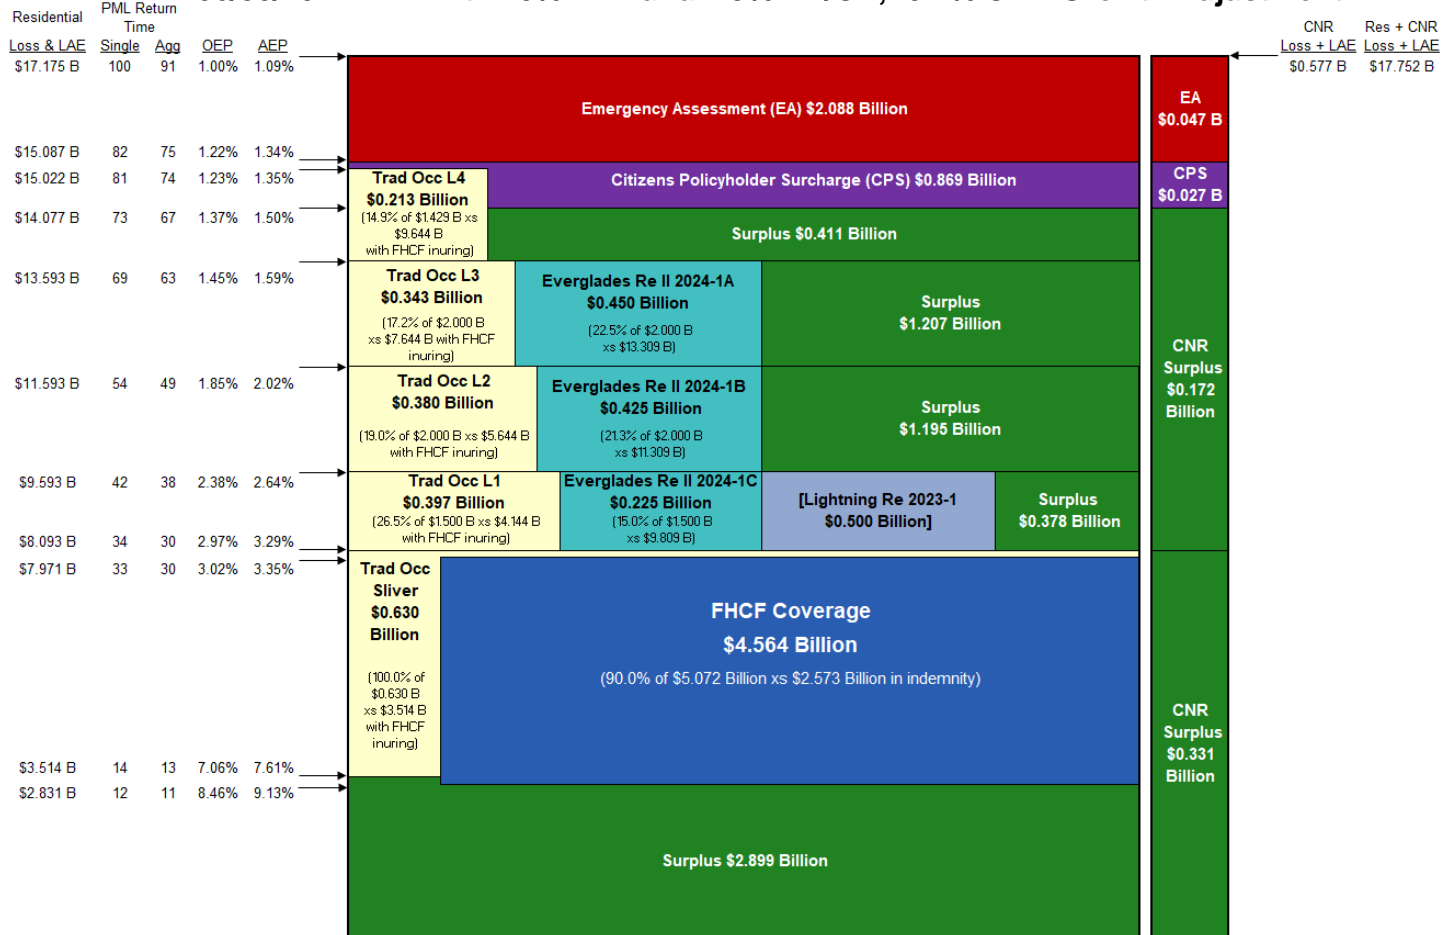 Residential
PML Return
Time
Loss & LAE Single Agg OEP AEP
CNR Res + CNR
Loss + LAE Loss + LAE
$17.175 B 100 91 1.00% 1.09%
$0.577 B $17.752 B
Emergency Assessment (EA) $2.088 Billion
EA
$0.047 B
$15.087 B 82 75 1.22% 1.34%
$15.022 B 81 74 1.23% 1.35%
Trad Occ L4
$0.213 Billion
(14.9% of $1.429 B xs
$9.644 B
with FHCF inuring)
Citizens Policyholder Surcharge (CPS) $0.869 Billion
CPS
$0.027 B
$14.077 B 73 67 1.37% 1.50%
Surplus $0.411 Billion
$13.593 B 69 63 1.45% 1.59%
Trad Occ L3
$0.343 Billion
(17.2% of $2.000 B
xs $7.644 B with FHCF
inuring)
Everglades Re II 2024-1A
$0.450 Billion
(22.5% of $2.000 B
xs $13.309 B)
Surplus
$1.207 Billion
CNR
Surplus
$0.172
Billion
$11.593 B 54 49 1.85% 2.02%
Trad Occ L2
$0.380 Billion
(19.0% of $2.000 B xs $5.644 B
with FHCF inuring)
Everglades Re II 2024-1B
$0.425 Billion
(21.3% of $2.000 B
xs $11.309 B)
Surplus
$1.195 Billion
$9.593 B 42 38 2.38% 2.64%
Trad Occ L1
$0.397 Billion
(26.5% of $1.500 B xs $4.144 B
with FHCF inuring)
Everglades Re II 2024-1C
$0.225 Billion
(15.0% of $1.500 B
xs $9.809 B)
[Lightning Re 2023-1
$0.500 Billion]
Surplus
$0.378 Billion
$8.093 B 34 30 2.97% 3.29%
$7.971 B 33 30 3.02% 3.35%
Trad Occ
Sliver
$0.630
Billion
(100.0% of
$0.630 B
xs $3.514 B
with FHCF
inuring)
FHCF Coverage
$4.564 Billion
(90.0% of $5.072 Billion xs $2.573 Billion in indemnity)
CNR
Surplus
$0.331
Billion
$3.514 B 14 13 7.06% 7.61%
$2.831 B 12 11 8.46% 9.13%
Surplus $2.899 Billion